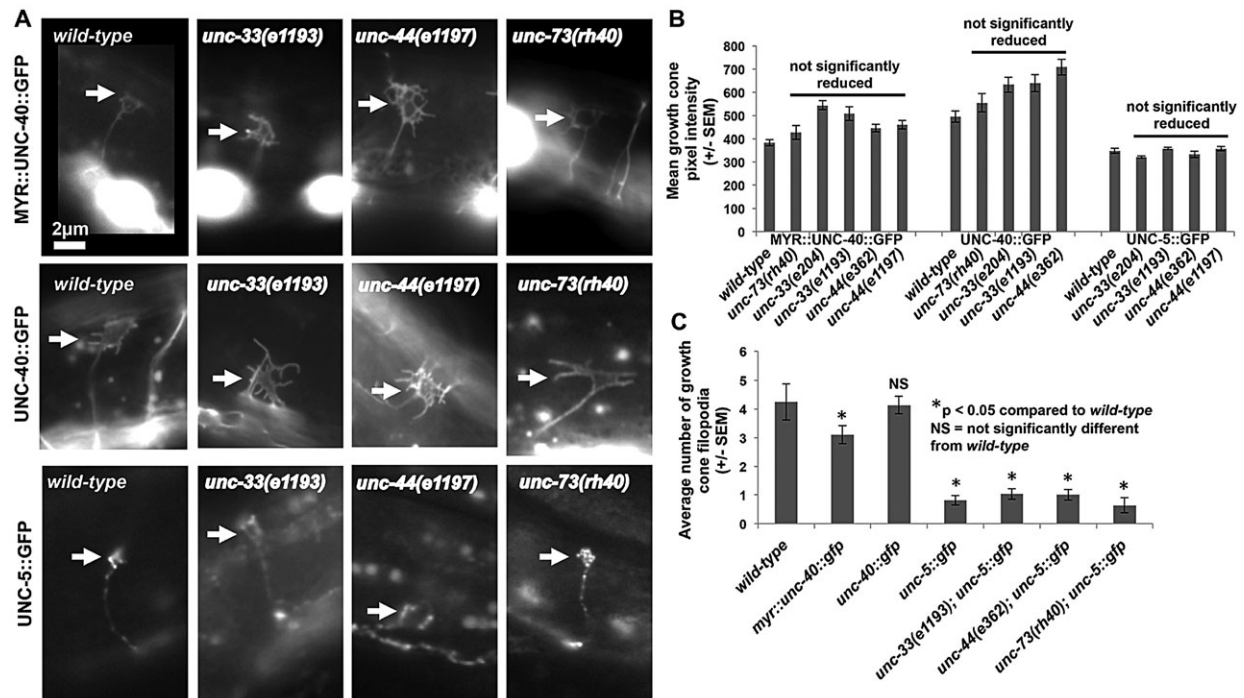 A
MYR::UNC-40::GFP
wild-type
unc-33(e1193)
unc-44(e1197)
unc-73(rh40)
2µm
UNC-40::GFP
wild-type
unc-33(e1193)
unc-44(e1197)
unc-73(rh40)
UNC-5::GFP
wild-type
unc-33(e1193)
unc-44(e1197)
unc-73(rh40)
B
Mean growth cone
pixel intensity
(+/- SEM)
800
700
600
500
400
300
200
100
0
not significantly
reduced
not significantly
reduced
not significantly
reduced
MYR::UNC-40::GFP
UNC-40::GFP
UNC-5::GFP
wild-type
unc-73(rh40)
unc-33(e204)
unc-33(e1193)
unc-44(e362)
unc-44(e1197)
wild-type
unc-73(rh40)
unc-33(e204)
unc-33(e1193)
unc-44(e362)
wild-type
unc-33(e204)
unc-33(e1193)
unc-44(e362)
unc-44(e1197)
C
Average number of growth
cone filopodia
(+/- SEM)
6
5
4
3
2
1
0
*
NS
*
*
*
*
*p < 0.05 compared to wild-type
NS = not significantly different
from wild-type
wild-type
myr::unc-40::gfp
unc-40::gfp
unc-5::gfp
unc-33(e1193); unc-5::gfp
unc-44(e362); unc-5::gfp
unc-73(rh40); unc-5::gfp